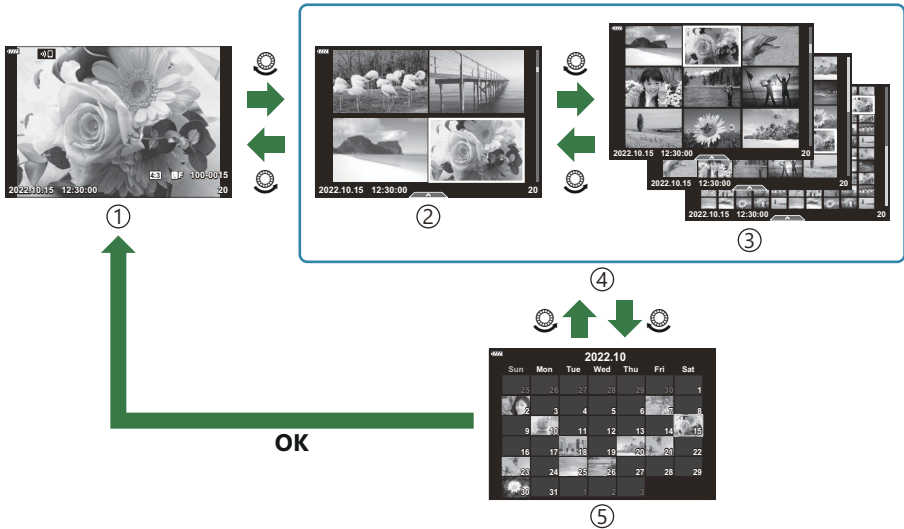 4:3 L F 100-0015
2022.10.15 12:30:00 20
①
2022.10.15 12:30:00 20
②
2022.10.15 12:30:00 20
2022.10.15 12:30:00 20
2022.10.15 12:30:00 20
③
④
2022.10
Sun Mon Tue Wed Thu Fri Sat
25 26 27 28 29 30 1
2 3 4 5 6 7 8
9 10 11 12 13 14 15
16 17 18 19 20 21 22
23 24 25 26 27 28 29
30 31 1 2 3
OK
⑤